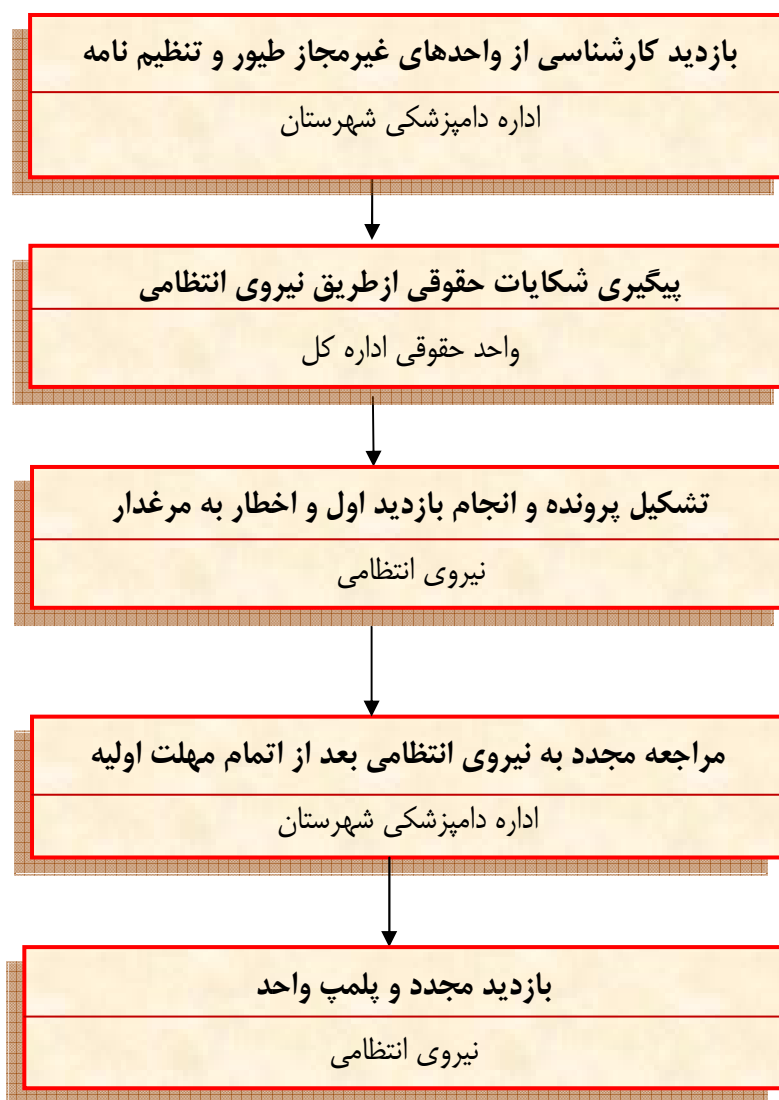 بازدید کارشناسی از واحدهای غیرمجاز طیور و تنظیم نامه
اداره دامپزشکی شهرستان
پیگیری شکایات حقوقی ازطریق نیروی انتظامی
واحد حقوقی اداره کل
تشکیل پرونده و انجام بازدید اول و اخطار به مرغدار
نیروی انتظامی
مراجعه مجدد به نیروی انتظامی بعد از اتمام مهلت اولیه
اداره دامپزشکی شهرستان
بازدید مجدد و پلمپ واحد
نیروی انتظامی